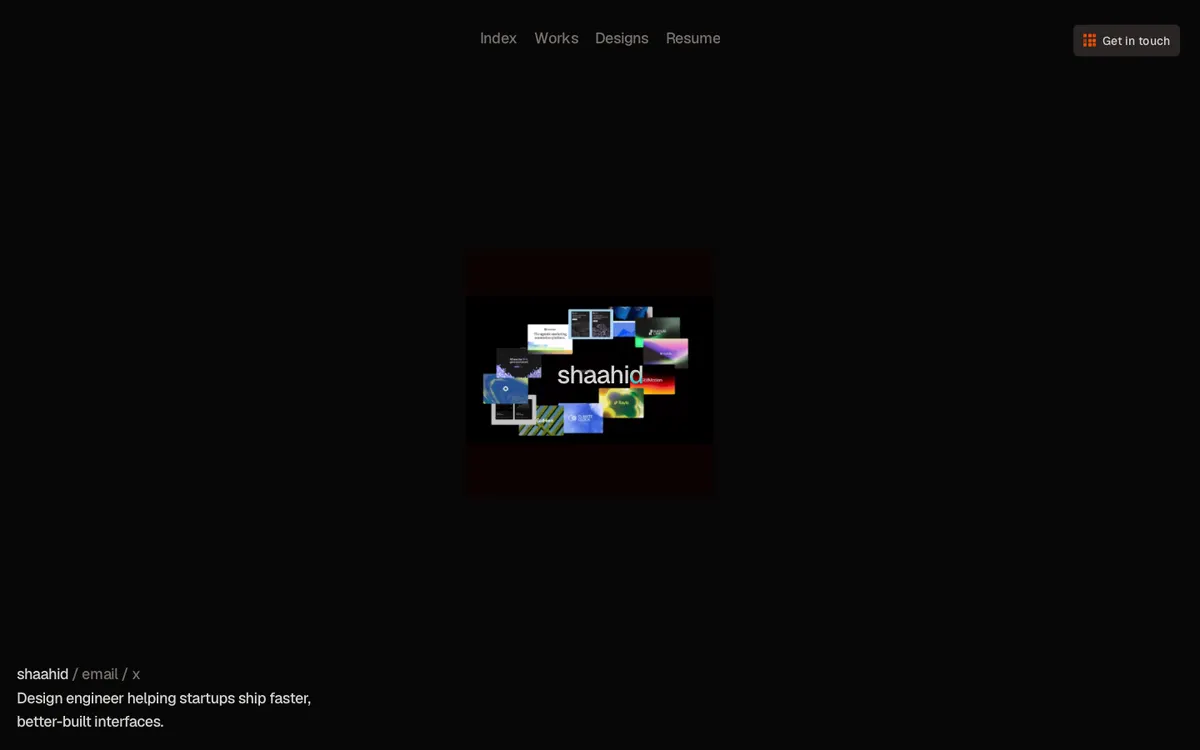 Index Works Designs Resume
Get in touch
shaahid
shaahid / email / x
Design engineer helping startups ship faster,
better-built interfaces.